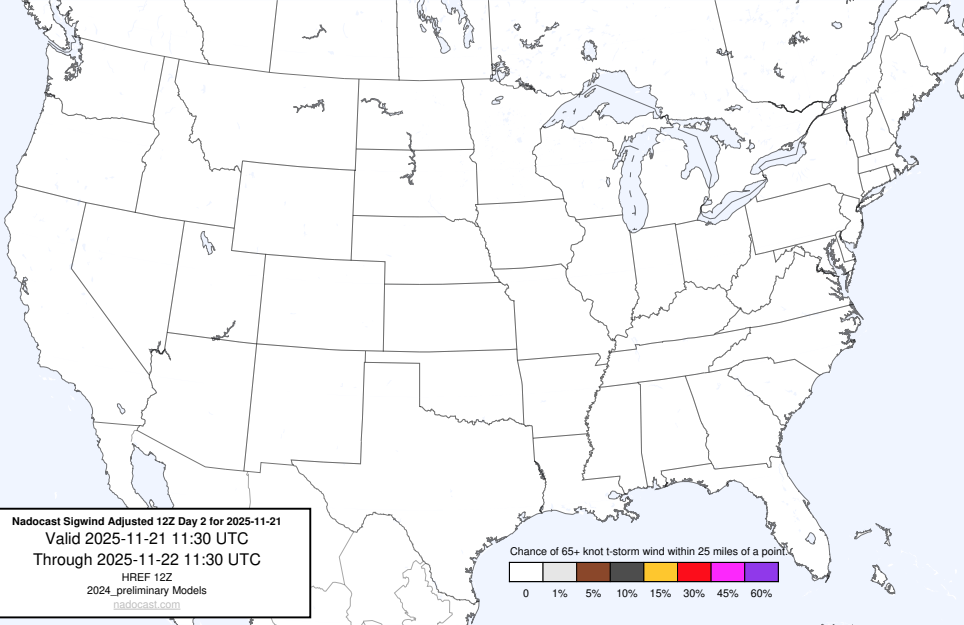 Nadocast Sigwind Adjusted 12Z Day 2 for 2025-11-21
Valid 2025-11-21 11:30 UTC
Through 2025-11-22 11:30 UTC
HREF 12Z
2024_preliminary Models
nadocast.com
Chance of 65+ knot t-storm wind within 25 miles of a point.
0 1% 5% 10% 15% 30% 45% 60%